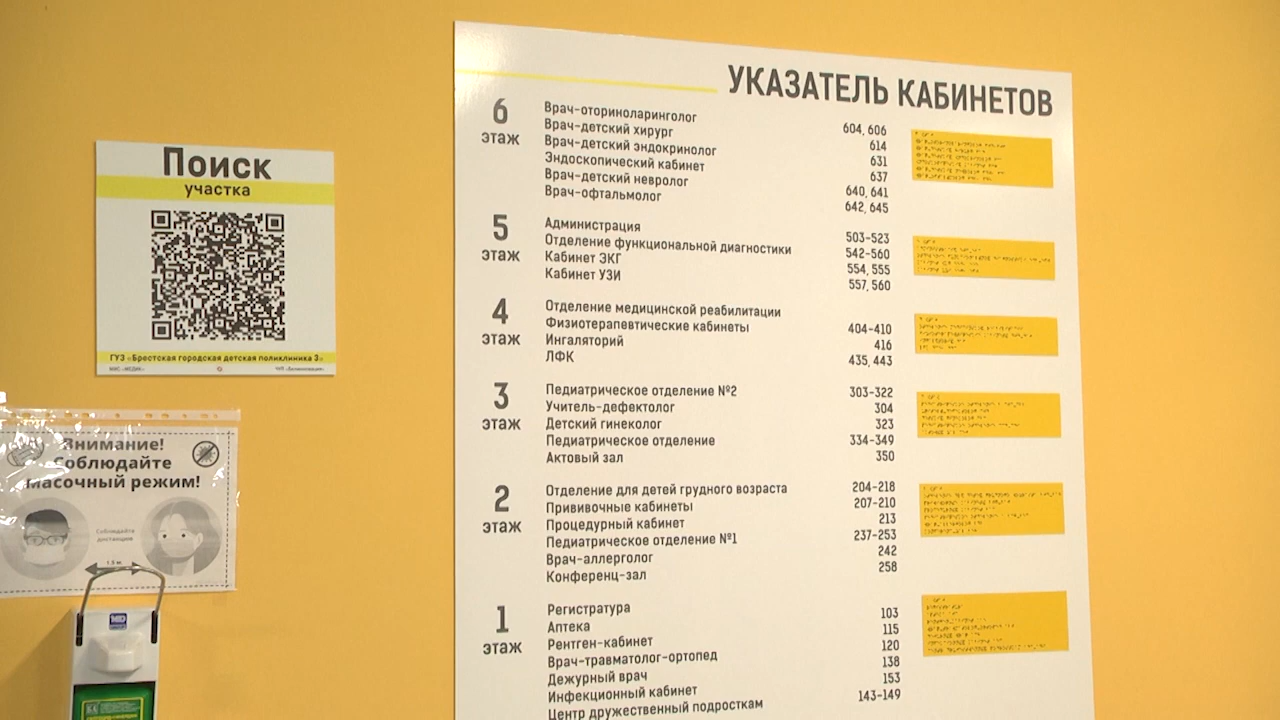 УКАЗАТЕЛЬ КАБИНЕТОВ
6 этаж
Врач-оториноларинголог 604, 606
Врач-детский хирург 614
Врач-детский эндокринолог 631
Эндоскопический кабинет 637
Врач-детский невролог 640, 641
Врач-офтальмолог 642, 645
5 этаж
Администрация 503-523
Отделение функциональной диагностики 542-560
Кабинет ЭКГ 554, 555
Кабинет УЗИ 557, 560
4 этаж
Отделение медицинской реабилитации
Физиотерапевтические кабинеты 404-410
Ингаляторий 416
ЛФК 435, 443
3 этаж
Педиатрическое отделение №2 303-322
Учитель-дефектолог 304
Детский гинеколог 323
Педиатрическое отделение 334-349
Актовый зал 350
2 этаж
Отделение для детей грудного возраста 204-218
Прививочные кабинеты 207-210
Процедурный кабинет 213
Педиатрическое отделение №1 237-253
Врач-аллерголог 242
Конференц-зал 258
1 этаж
Регистратура 103
Аптека 115
Рентген-кабинет 120
Врач-травматолог-ортопед 138
Дежурный врач 153
Инфекционный кабинет 143-149
Центр дружественный подросткам
Поиск
участка
ГУЗ «Брестская городская детская поликлиника 3»
Внимание!
Соблюдайте
масочный режим!
Соблюдайте
дистанцию